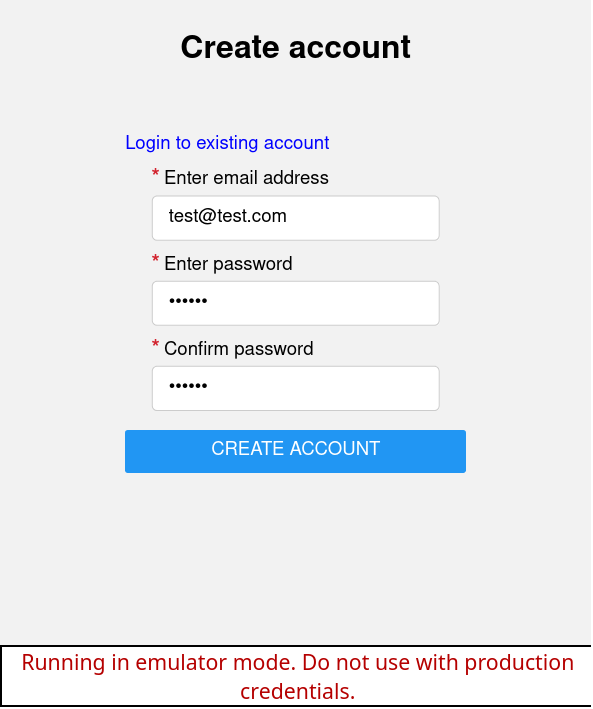 Create account
Login to existing account
* Enter email address
test@test.com
* Enter password
••••••
* Confirm password
••••••
CREATE ACCOUNT
Running in emulator mode. Do not use with production
credentials.